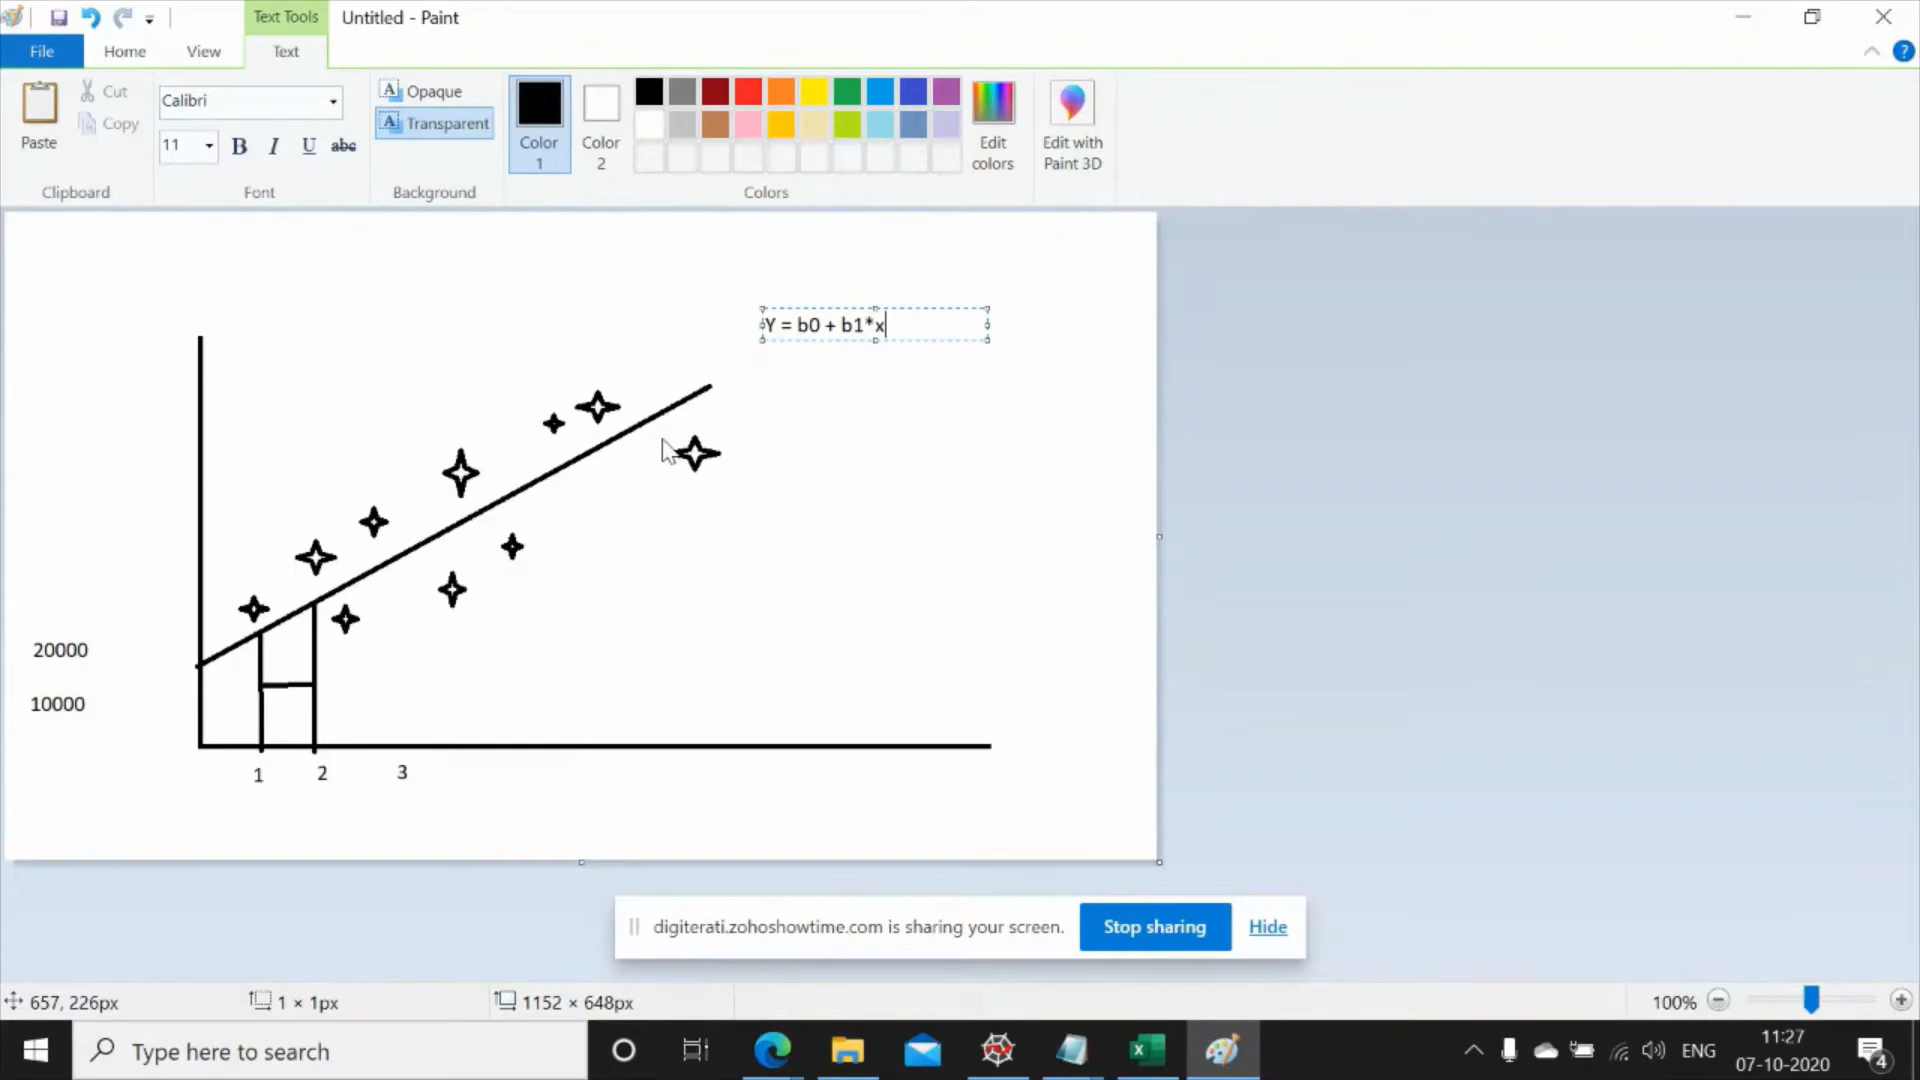 Text Tools
Untitled - Paint
File
Home
View
Text
Paste
Cut
Copy
Clipboard
Calibri
11
B I U abc
Font
Opaque
Transparent
Background
Color 1
Color 2
Edit colors
Colors
Edit with Paint 3D
Y = b0 + b1*x
20000
10000
1 2 3
digiterati.zohoshowtime.com is sharing your screen.
Stop sharing
Hide
657, 226px
1 × 1px
1152 × 648px
100%
Type here to search
ENG
11:27
07-10-2020
4